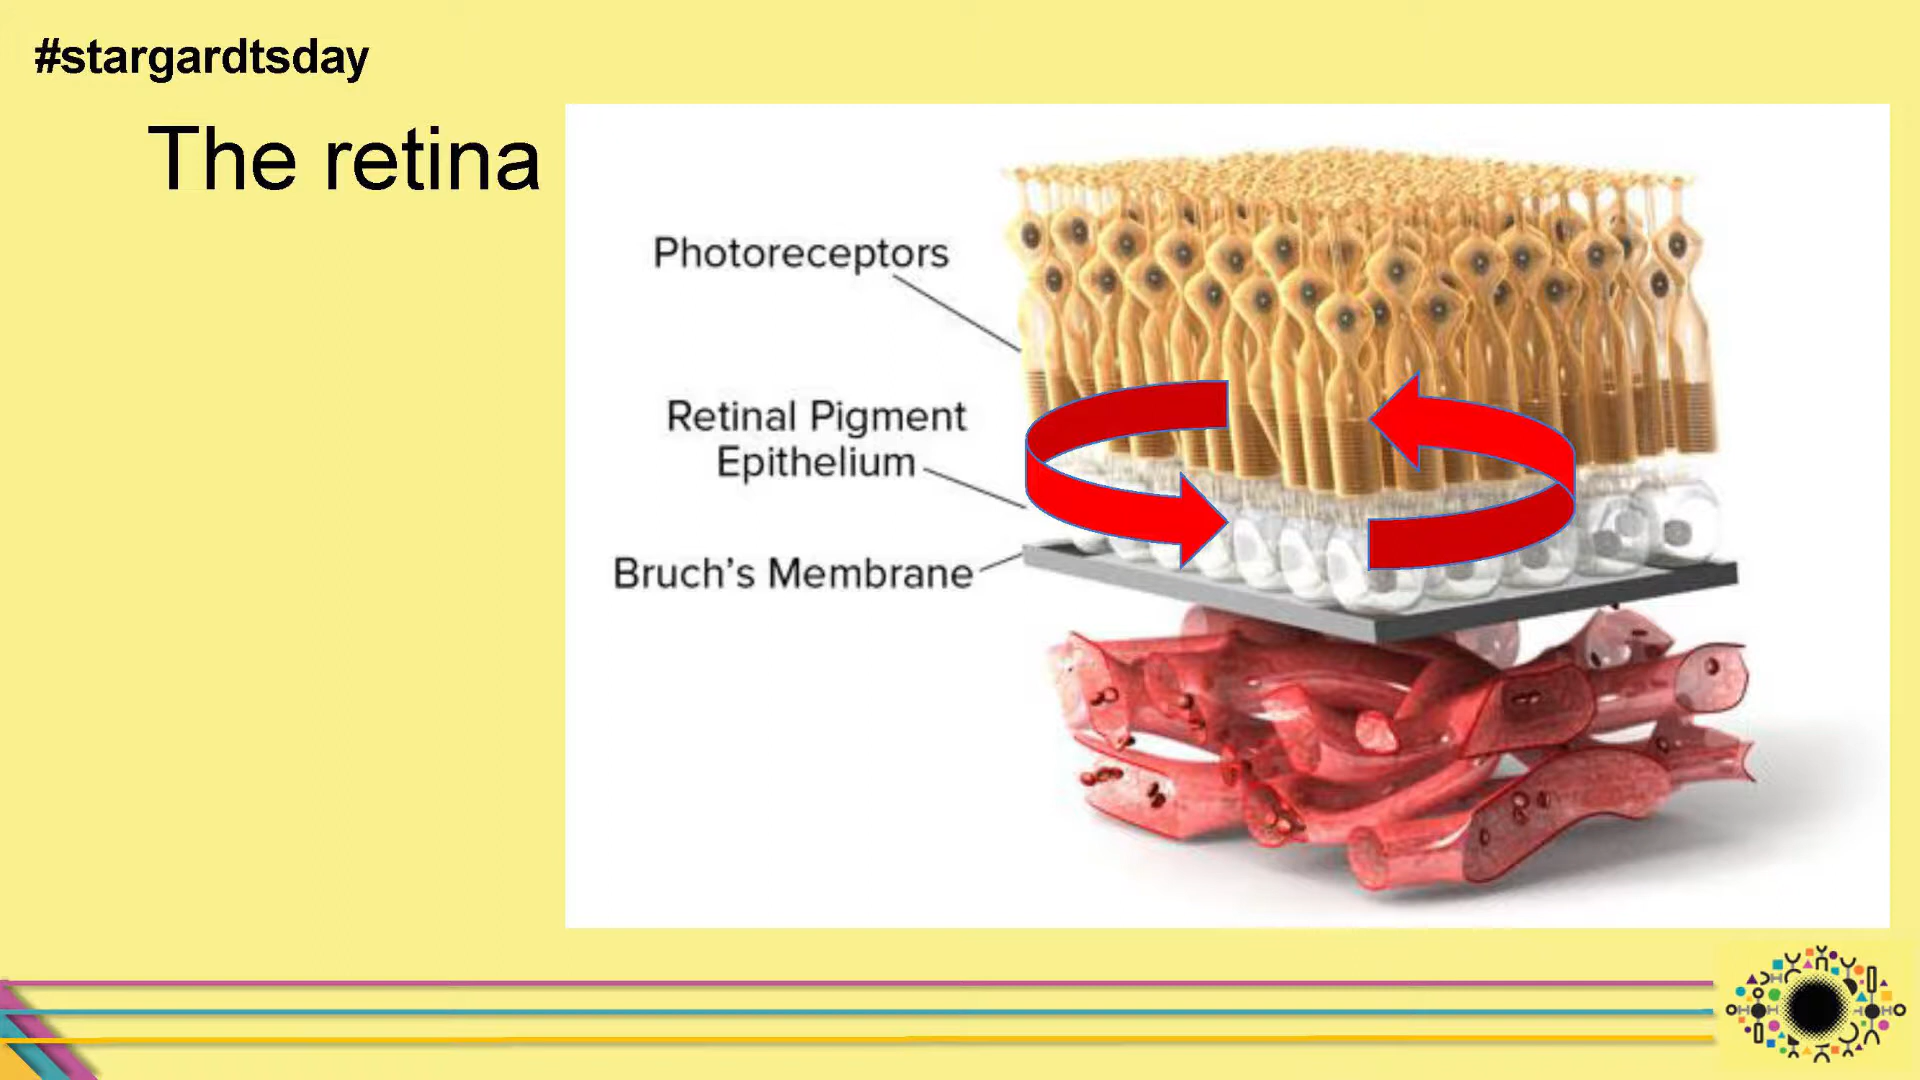 #stargardtsday
The retina
Photoreceptors
Retinal Pigment
Epithelium
Bruch's Membrane